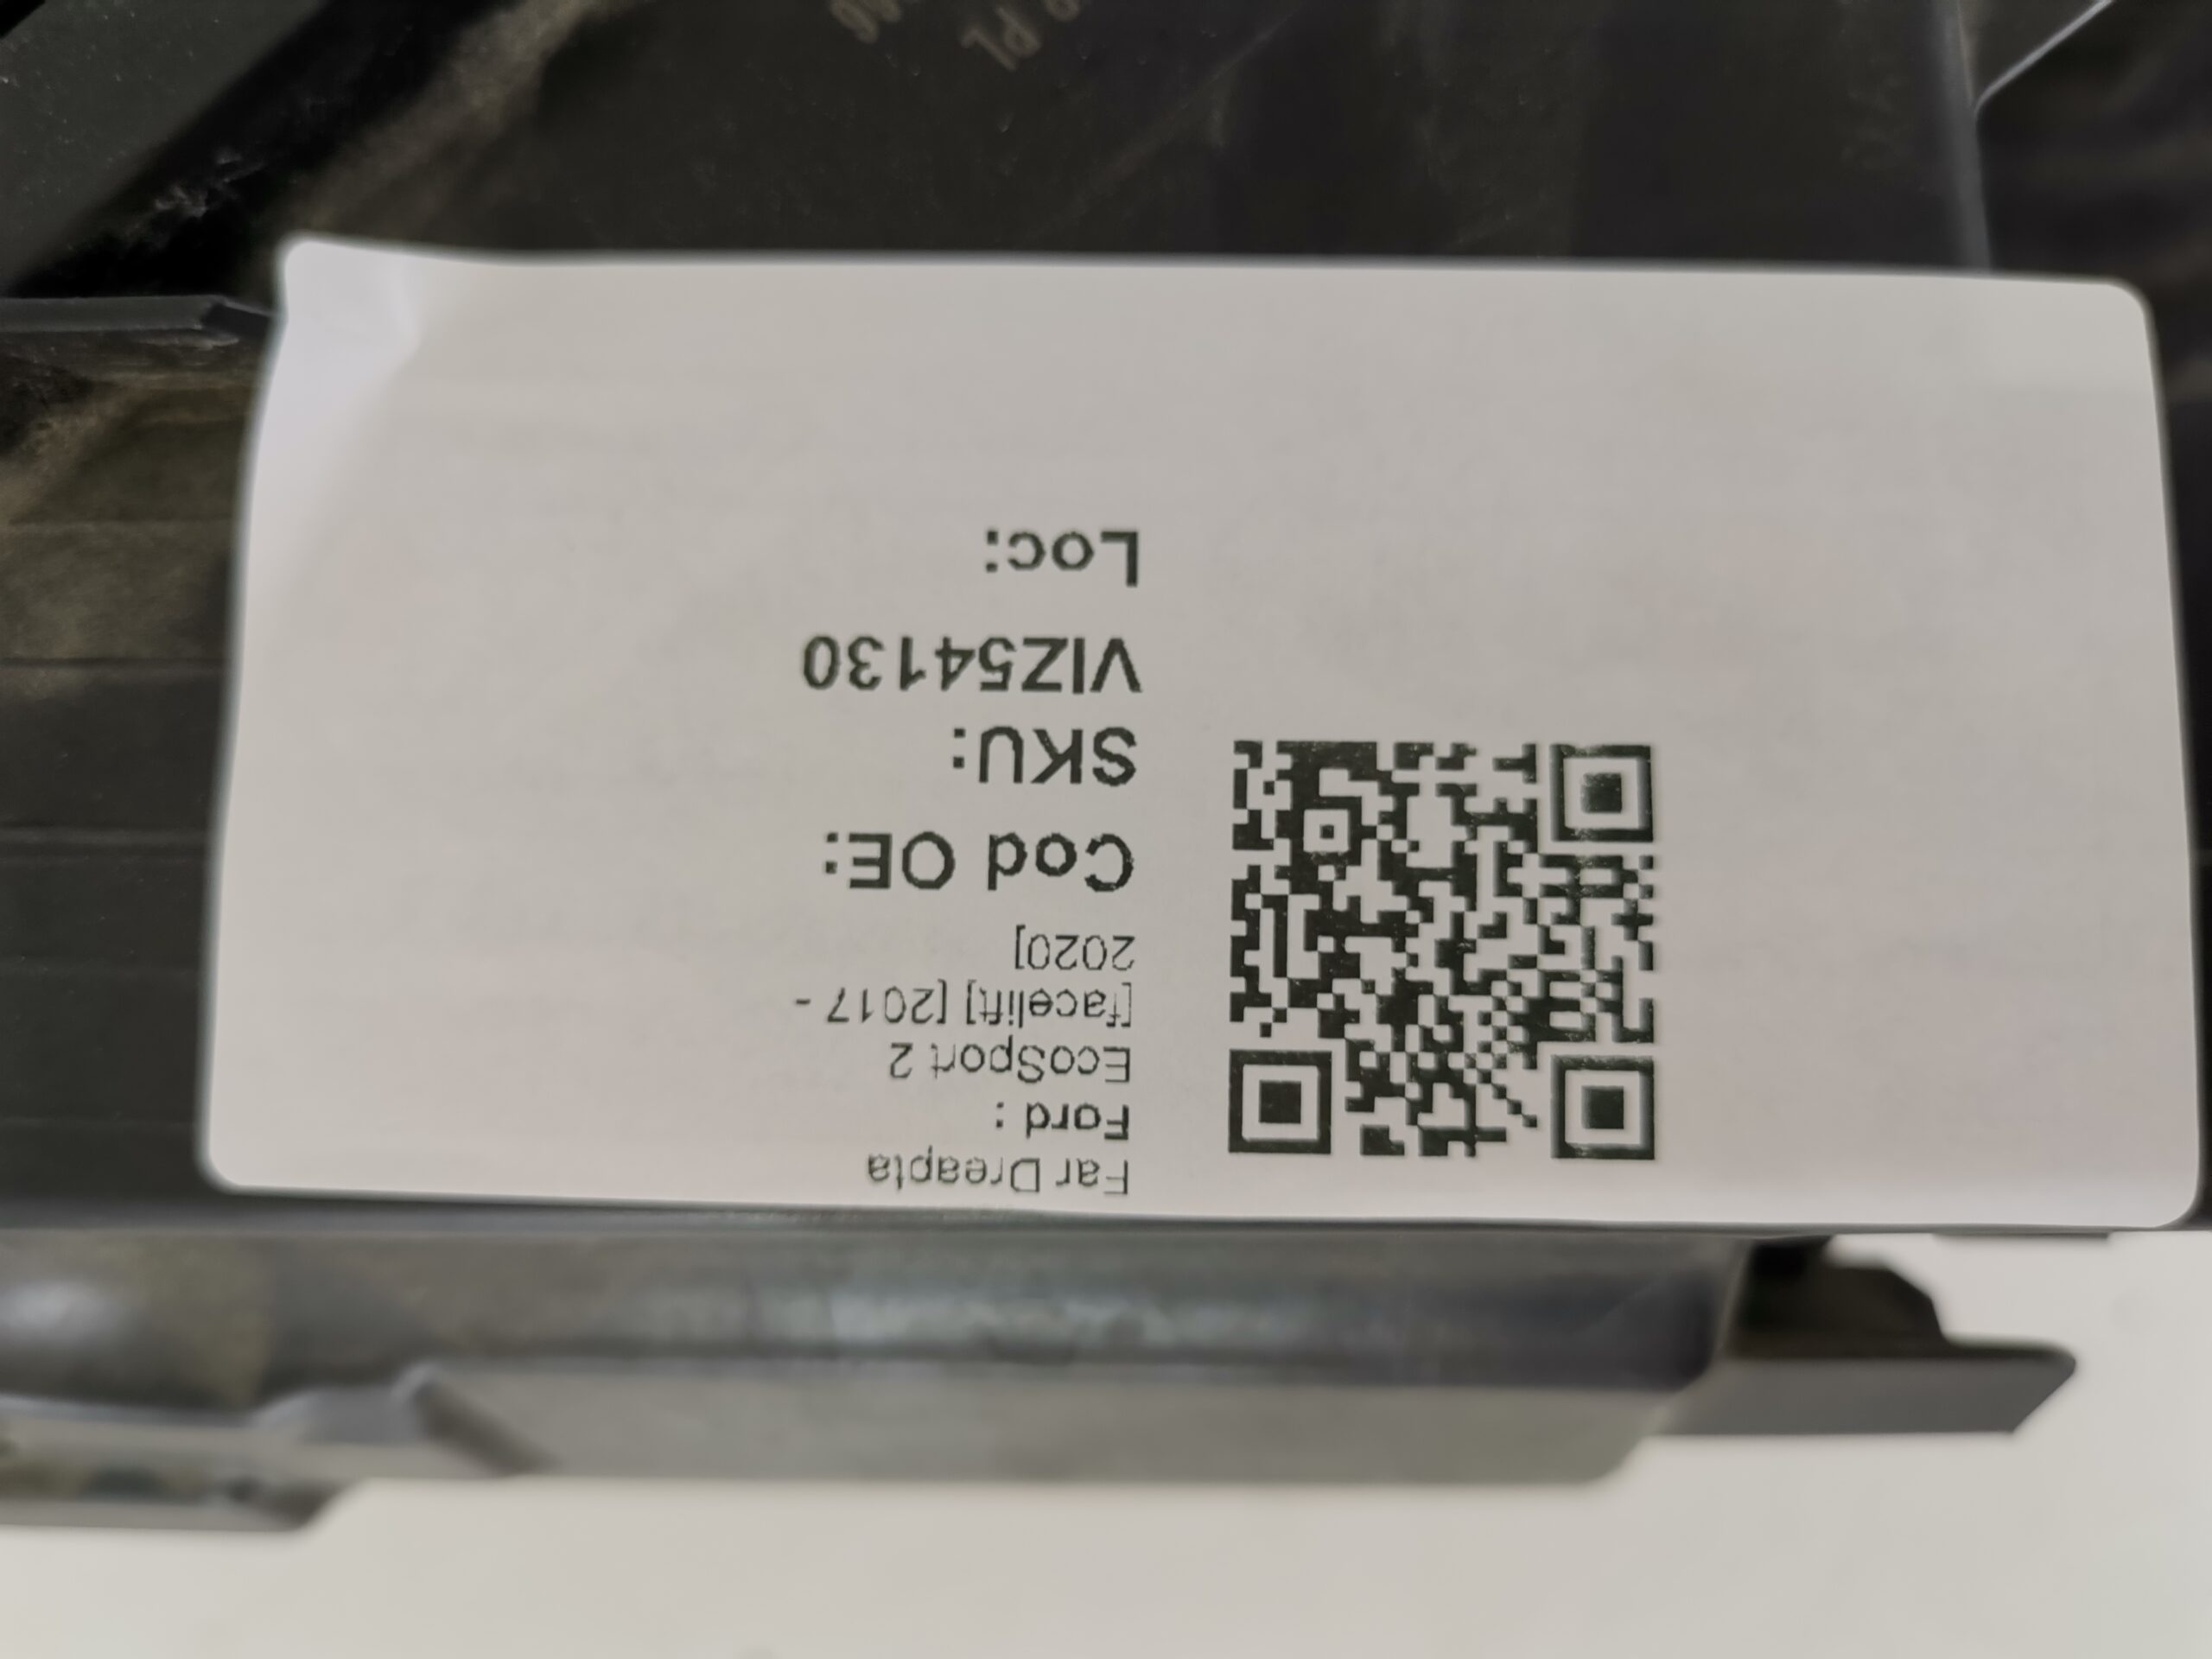 Far Dreapta
Ford :
EcoSport 2
[facelift] [2017 -
2020]
Cod OE:
SKU:
VIZ54130
Loc: